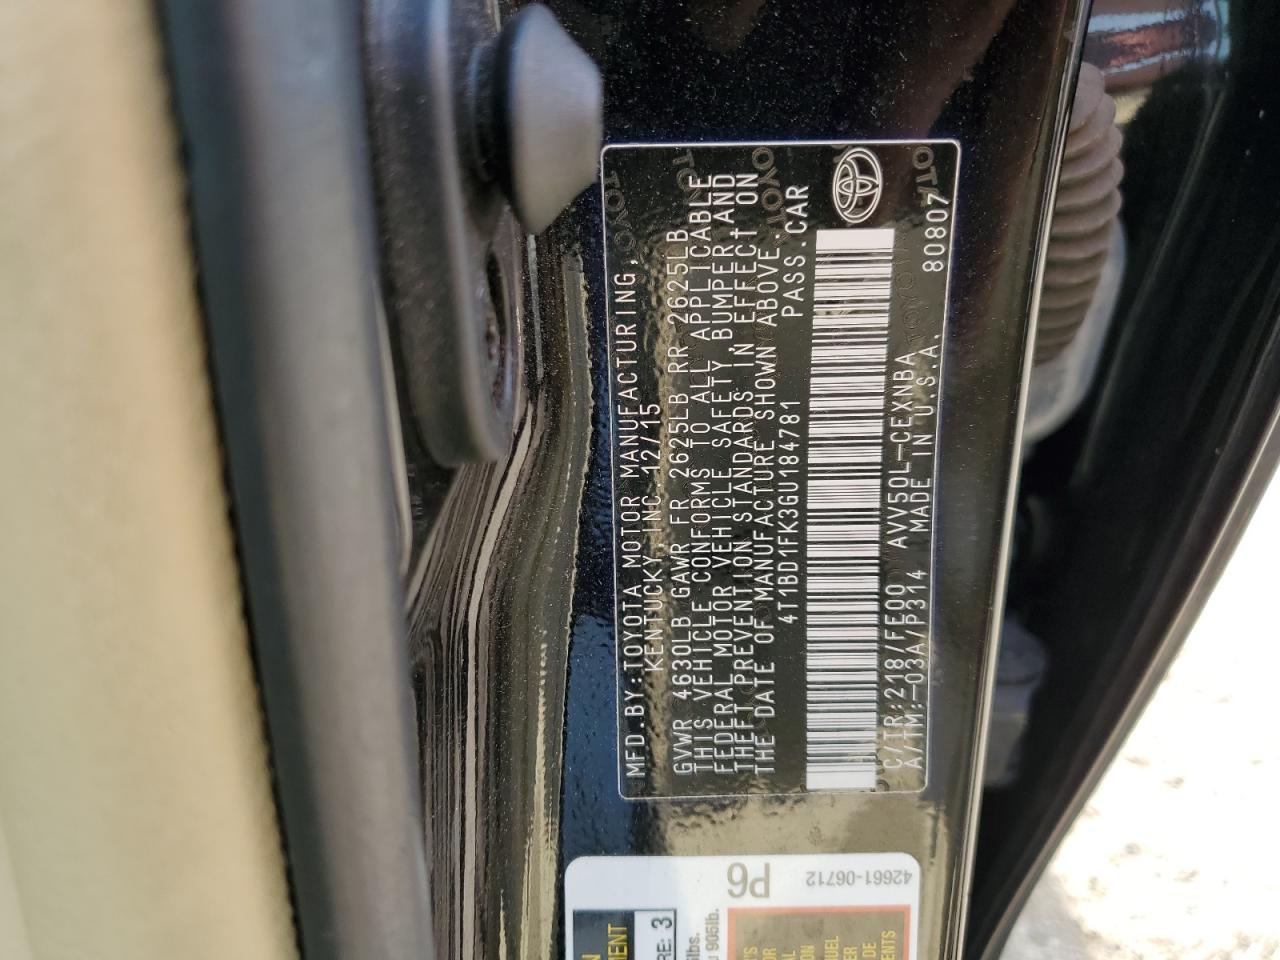 MFD.BY:TOYOTA MOTOR MANUFACTURING,
KENTUCKY,INC 12/15
GVWR 4630LB GAWR FR 2625LB RR 2625LB
THIS VEHICLE CONFORMS TO ALL APPLICABLE
FEDERAL MOTOR VEHICLE SAFETY,BUMPER,AND
THEFT PREVENTION STANDARDS IN EFFECT ON
THE DATE OF MANUFACTURE SHOWN ABOVE.
4T1BD1FK3GU184781 PASS.CAR
C/TR:218/FE00 AVV50L-CEXNBA
A/TM:-03A/P314 MADE IN U.S.A. 80807
P6
42661-06712
3
905lb.